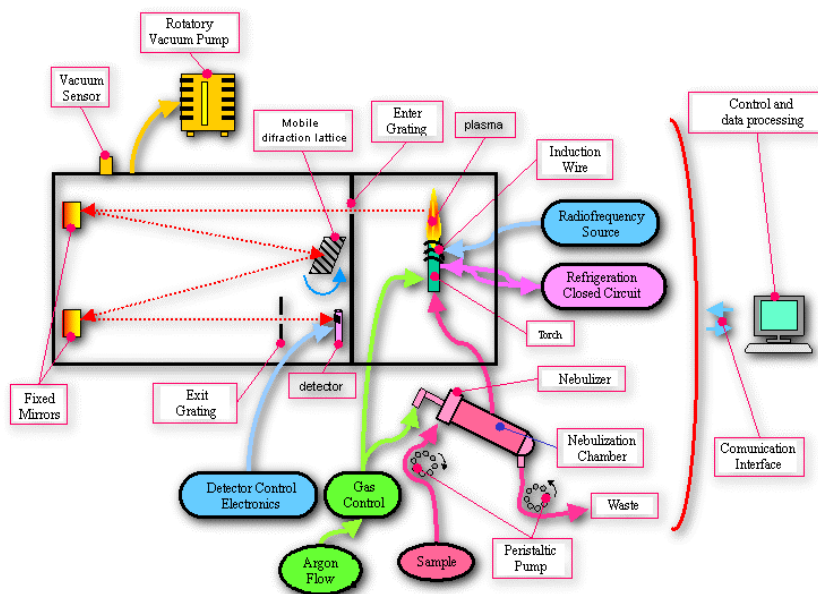 Rotatory
Vacuum Pump
Vacuum
Sensor
Mobile
difraction lattice
Enter
Grating
plasma
Induction
Wire
Control and
data processing
Radiofrequency
Source
Refrigeration
Closed Circuit
Torch
Fixed
Mirrors
Exit
Grating
detector
Nebulizer
Nebulization
Chamber
Comunication
Interface
Detector Control
Electronics
Gas
Control
Waste
Argon
Flow
Sample
Peristaltic
Pump